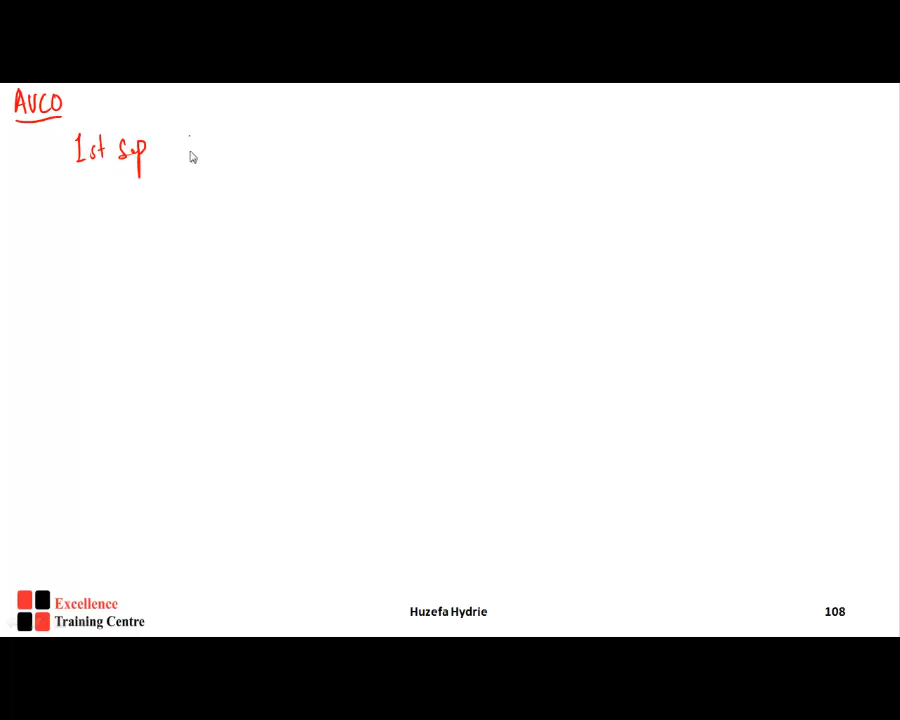 AVCO
1st Sep
Excellence
Training Centre
Huzefa Hydrie
108